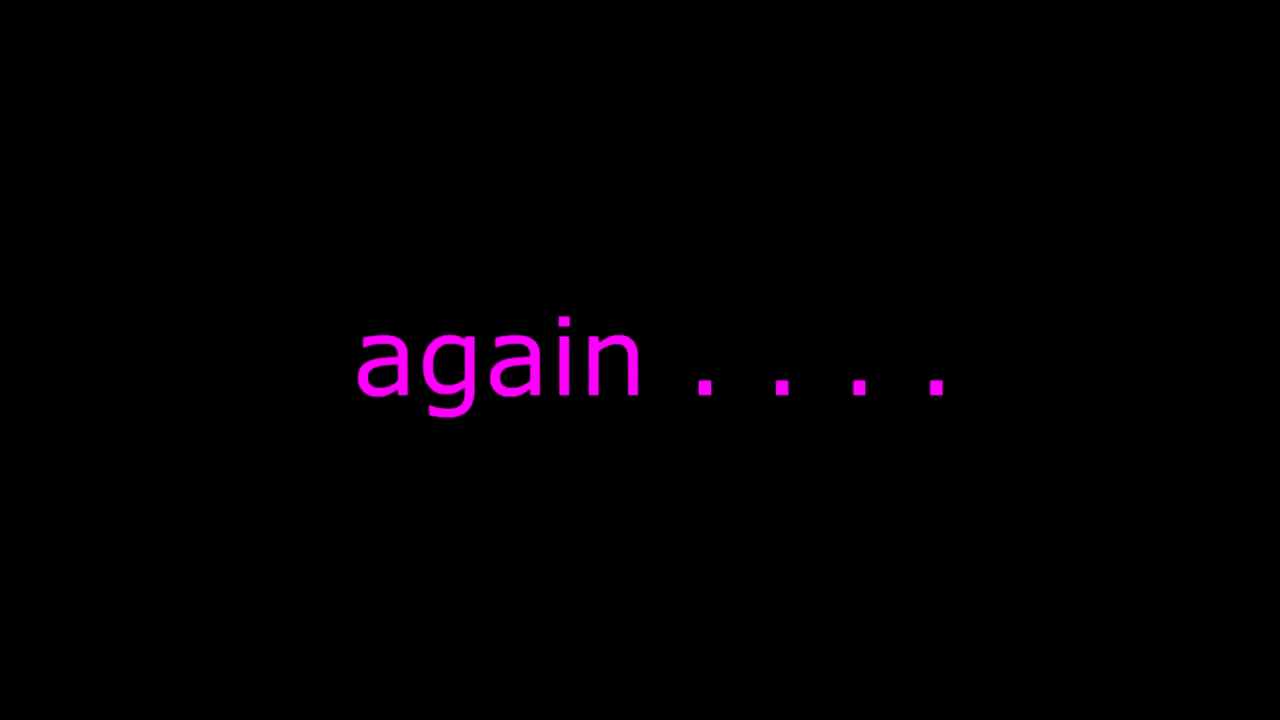 again . . . .